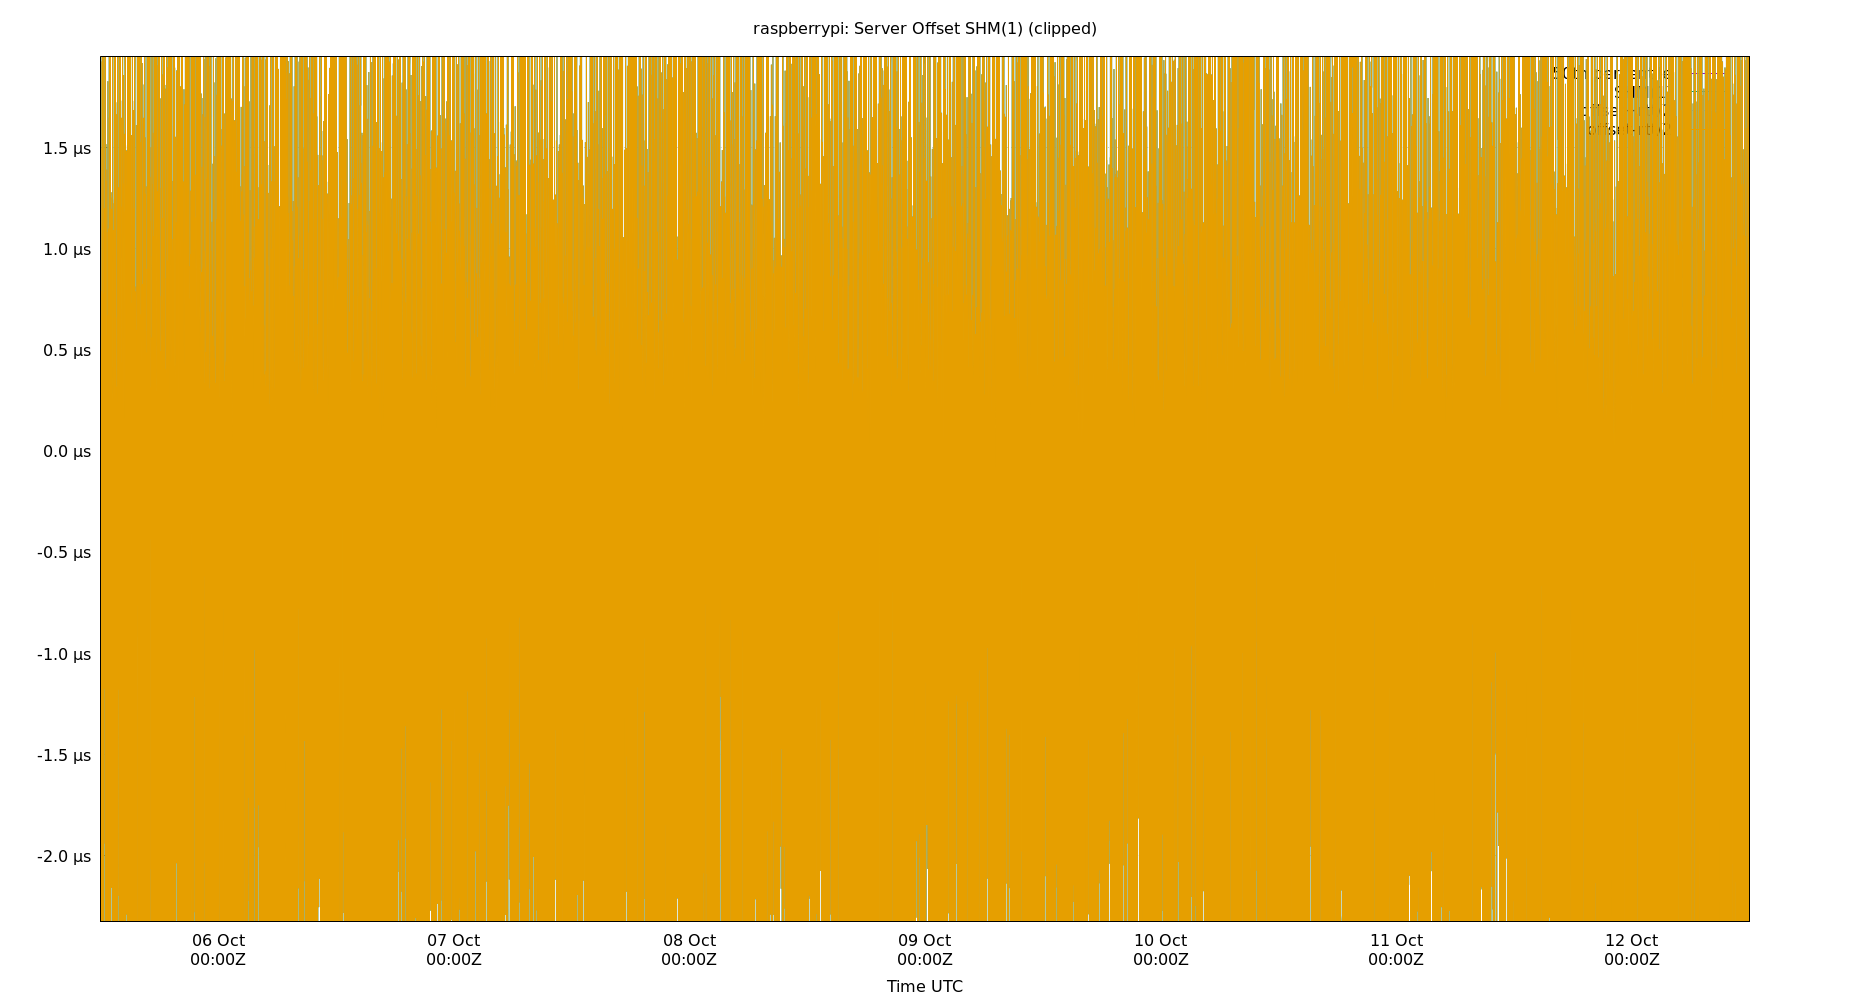 raspberrypi: Server Offset SHM(1) (clipped)
1.5 µs
1.0 µs
0.5 µs
0.0 µs
-0.5 µs
-1.0 µs
-1.5 µs
-2.0 µs
06 Oct 07 Oct 08 Oct 09 Oct 10 Oct 11 Oct 12 Oct
00:00Z 00:00Z 00:00Z 00:00Z 00:00Z 00:00Z 00:00Z
Time UTC